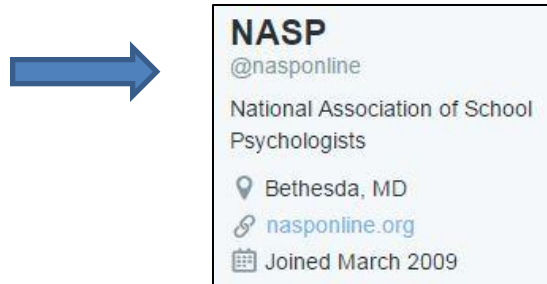 NASP
@nasponline
National Association of School
Psychologists
Bethesda, MD
nasponline.org
Joined March 2009